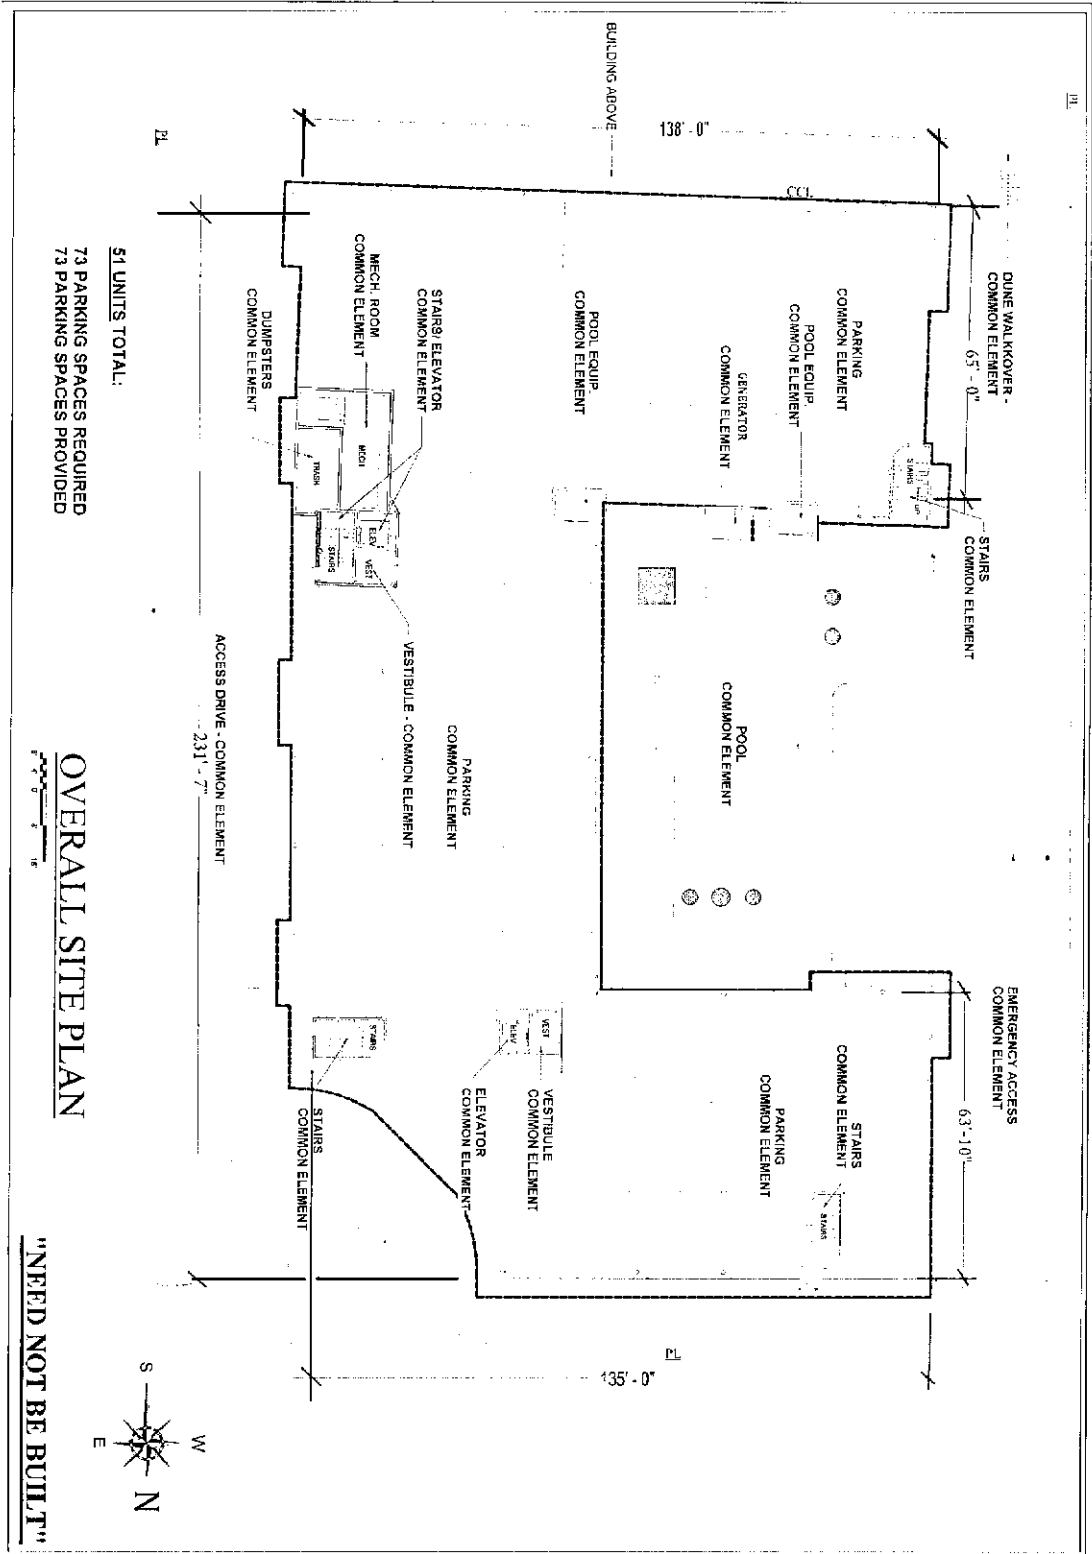 PL
DUNE WALKKOVER -
COMMON ELEMENT
65' - 0"
STAIRS
COMMON ELEMENT
EMERGENCY ACCESS
COMMON ELEMENT
63'-10"
138' - 0"
BUILDING ABOVE
CCL
PARKING
COMMON ELEMENT
POOL EQUIP.
COMMON ELEMENT
GENERATOR
COMMON ELEMENT
STAIRS
UP
POOL EQUIP.
COMMON ELEMENT
POOL
COMMON ELEMENT
STAIRS
COMMON ELEMENT
STAIRS
PARKING
COMMON ELEMENT
PL
135' - 0"
STAIRS/ ELEVATOR
COMMON ELEMENT
MECH. ROOM
COMMON ELEMENT
DUMPSTERS
COMMON ELEMENT
MECH
TRASH
ELEV
VEST
STAIRS
VESTIBULE - COMMON ELEMENT
PARKING
COMMON ELEMENT
VEST
ELEV
VESTIBULE
COMMON ELEMENT
ELEVATOR
COMMON ELEMENT
STAIRS
STAIRS
COMMON ELEMENT
PL
ACCESS DRIVE - COMMON ELEMENT
231' - 7"
51 UNITS TOTAL:
73 PARKING SPACES REQUIRED
73 PARKING SPACES PROVIDED
OVERALL SITE PLAN
16'
S
W
E
N
"NEED NOT BE BUILT"